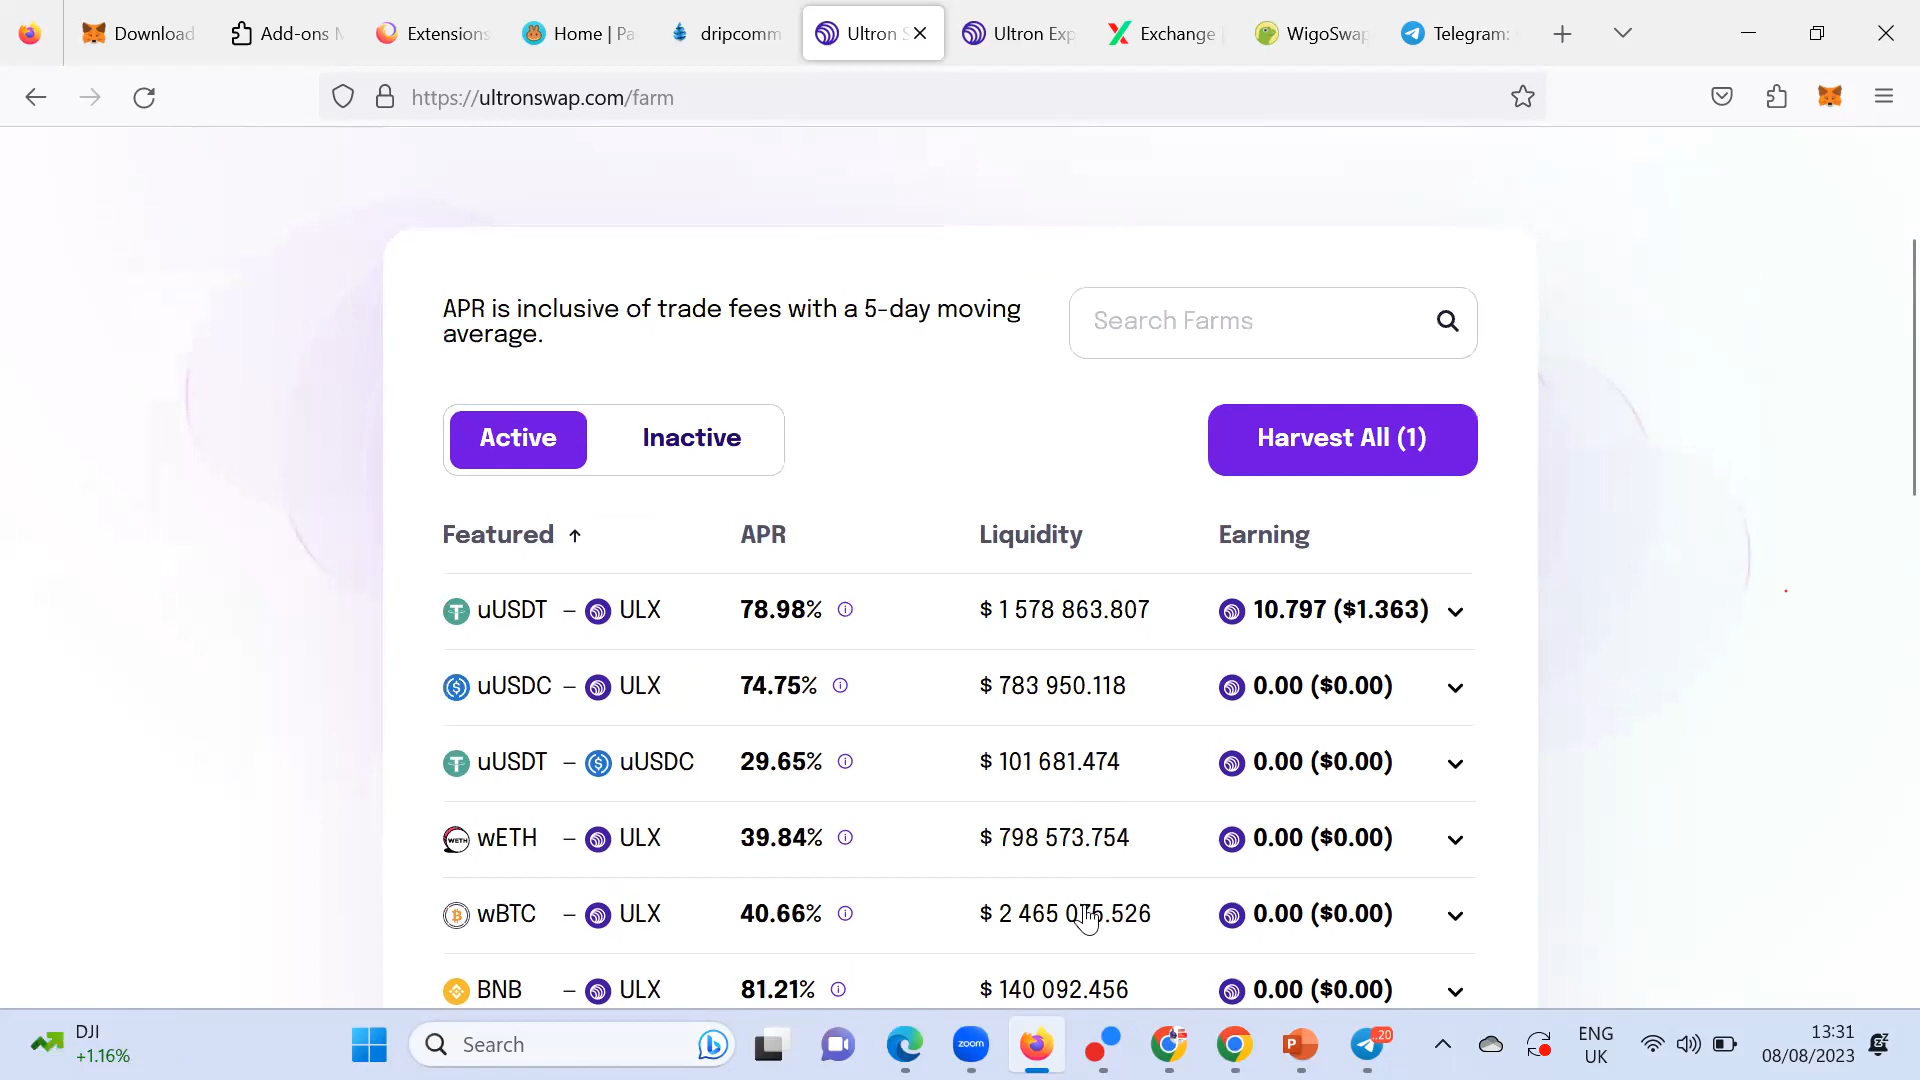 Download
Add-ons M
Extensions
Home | Pa
dripcomm
Ultron S
Ultron Exp
Exchange
WigoSwap
Telegram:
https://ultronswap.com/farm
APR is inclusive of trade fees with a 5-day moving
average.
Search Farms
Active
Inactive
Harvest All (1)
Featured
APR
Liquidity
Earning
uUSDT – ULX 78.98% $ 1 578 863.807 10.797 ($1.363)
uUSDC – ULX 74.75% $ 783 950.118 0.00 ($0.00)
uUSDT – uUSDC 29.65% $ 101 681.474 0.00 ($0.00)
wETH – ULX 39.84% $ 798 573.754 0.00 ($0.00)
wBTC – ULX 40.66% $ 2 465 075.526 0.00 ($0.00)
BNB – ULX 81.21% $ 140 092.456 0.00 ($0.00)
DJI
+1.16%
Search
zoom
..20
ENG
UK
13:31
08/08/2023